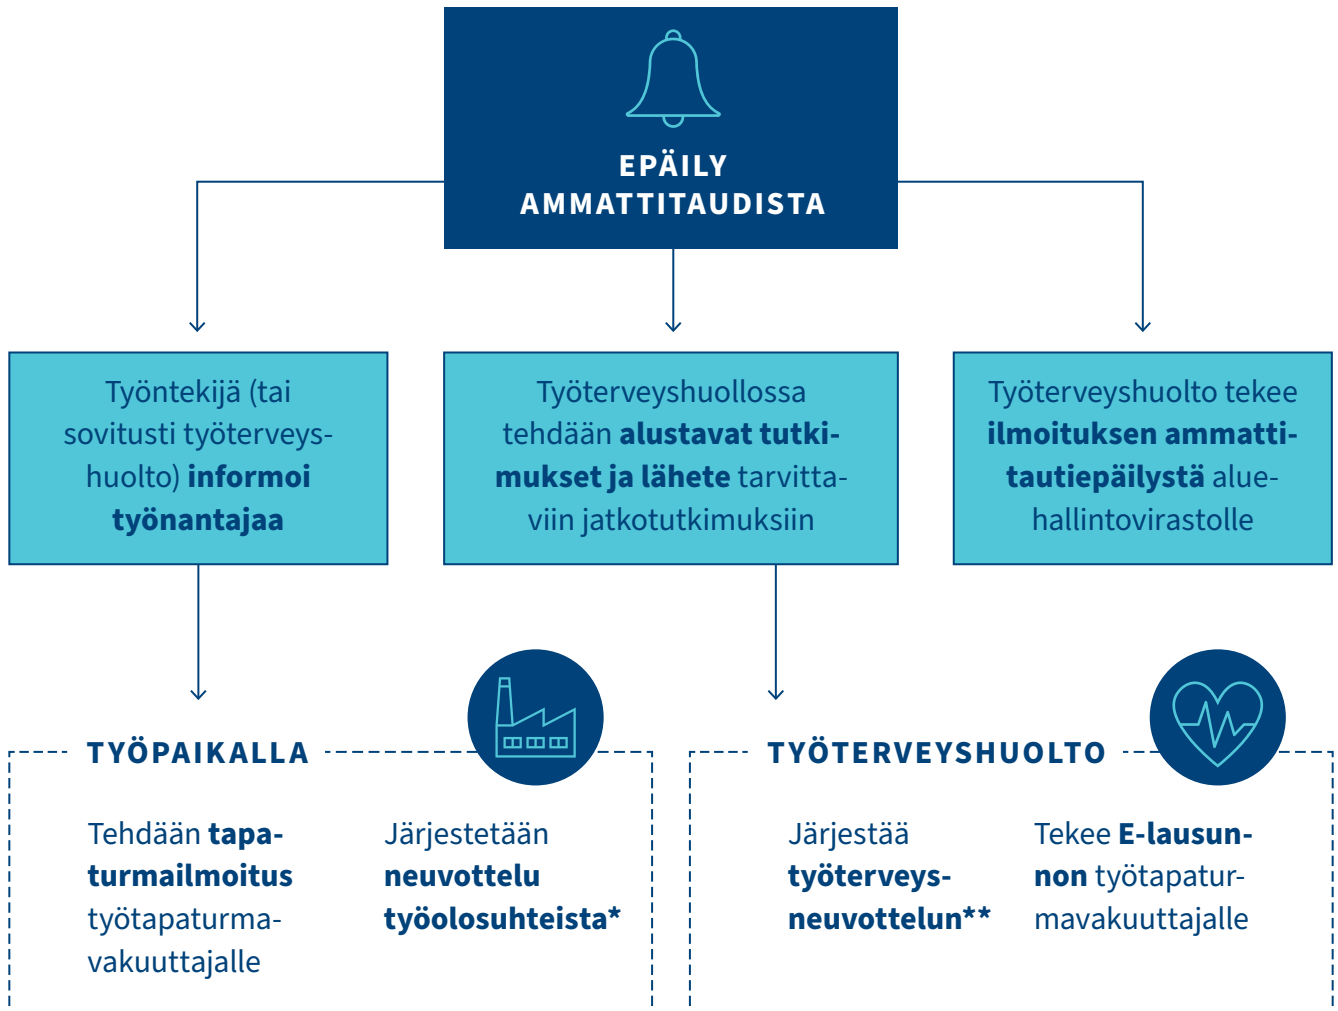 EPÄILY
AMMATTITAUDISTA
Työntekijä (tai
sovitusti työterveys-
huolto) informoi
työnantajaa
Työterveyshuollossa
tehdään alustavat tutki-
mukset ja lähete tarvitta-
viin jatkotutkimuksiin
Työterveyshuolto tekee
ilmoituksen ammatti-
tautiepäilystä alue-
hallintovirastolle
TYÖPAIKALLA
Tehdään tapa-
turmailmoitus
työtapaturma-
vakuuttajalle
Järjestetään
neuvottelu
työolosuhteista*
TYÖTERVEYSHUOLTO
Järjestää
työterveys-
neuvottelun**
Tekee E-lausun-
non työtapatur-
mavakuuttajalle